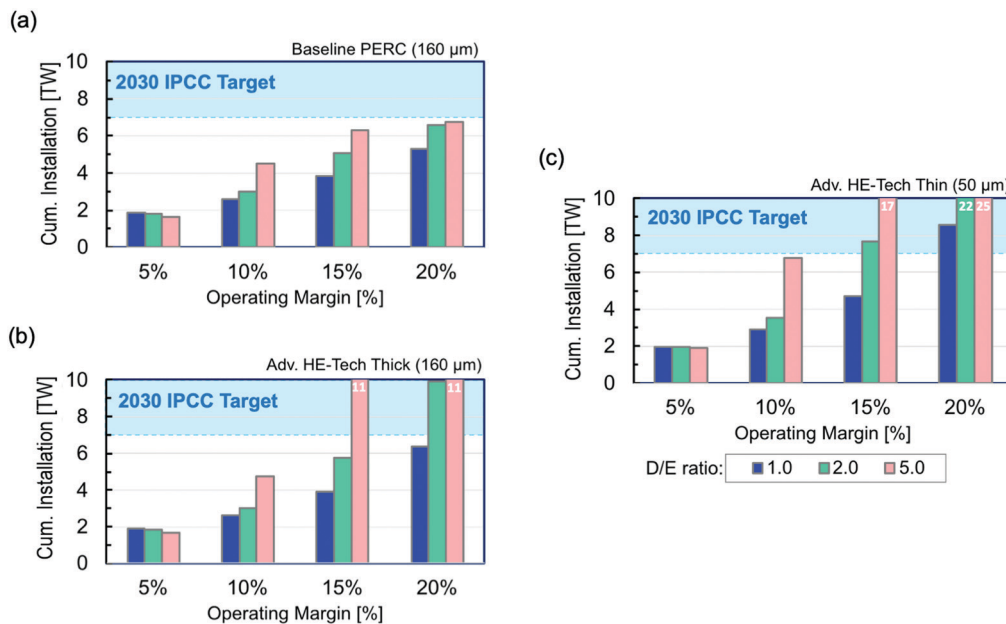 (a)
Baseline PERC (160 μm)
2030 IPCC Target
Cum. Installation [TW]
10
8
6
4
2
0
5%
10%
15%
20%
Operating Margin [%]
(b)
Adv. HE-Tech Thick (160 μm)
2030 IPCC Target
11
11
Cum. Installation [TW]
10
8
6
4
2
0
5%
10%
15%
20%
Operating Margin [%]
(c)
Adv. HE-Tech Thin (50 μm)
2030 IPCC Target
17
22
25
Cum. Installation [TW]
10
8
6
4
2
0
5%
10%
15%
20%
Operating Margin [%]
D/E ratio: 1.0 2.0 5.0